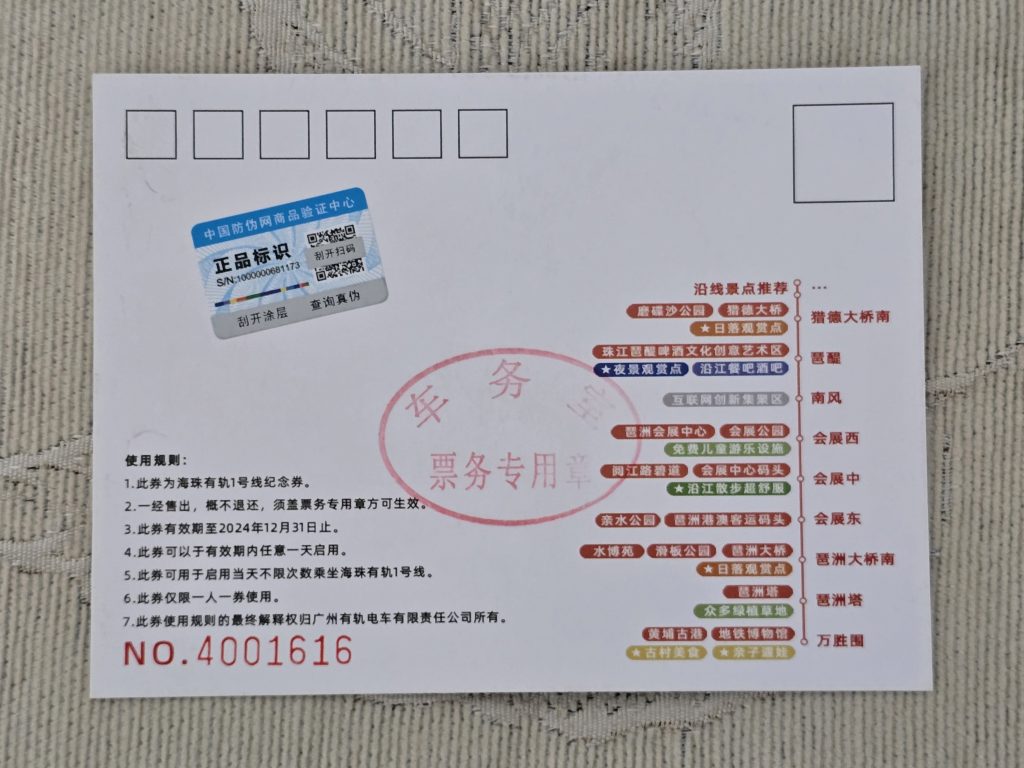 中国防伪网商品验证中心
正品标识
S/N:1000000681173
刮开扫码
刮开涂层 查询真伪
沿线景点推荐 ...
磨碟沙公园 猎德大桥 猎德大桥南
★日落观赏点
珠江琶醍啤酒文化创意艺术区 琶醍
★夜景观赏点 沿江餐吧酒吧
互联网创新集聚区 南风
琶洲会展中心 会展公园 会展西
免费儿童游乐设施
阅江路碧道 会展中心码头 会展中
★沿江散步超舒服
亲水公园 琶洲港澳客运码头 会展东
水博苑 滑板公园 琶洲大桥 琶洲大桥南
★日落观赏点
琶洲塔 琶洲塔
众多绿植草地
黄埔古港 地铁博物馆 万胜围
★古村美食 ★亲子遛娃
车务室
票务专用章
使用规则：
1.此券为海珠有轨1号线纪念券。
2.一经售出，概不退还，须盖票务专用章方可生效。
3.此券有效期至2024年12月31日止。
4.此券可以于有效期内任意一天启用。
5.此券可用于启用当天不限次数乘坐海珠有轨1号线。
6.此券仅限一人一券使用。
7.此券使用规则的最终解释权归广州有轨电车有限责任公司所有。
NO.4001616